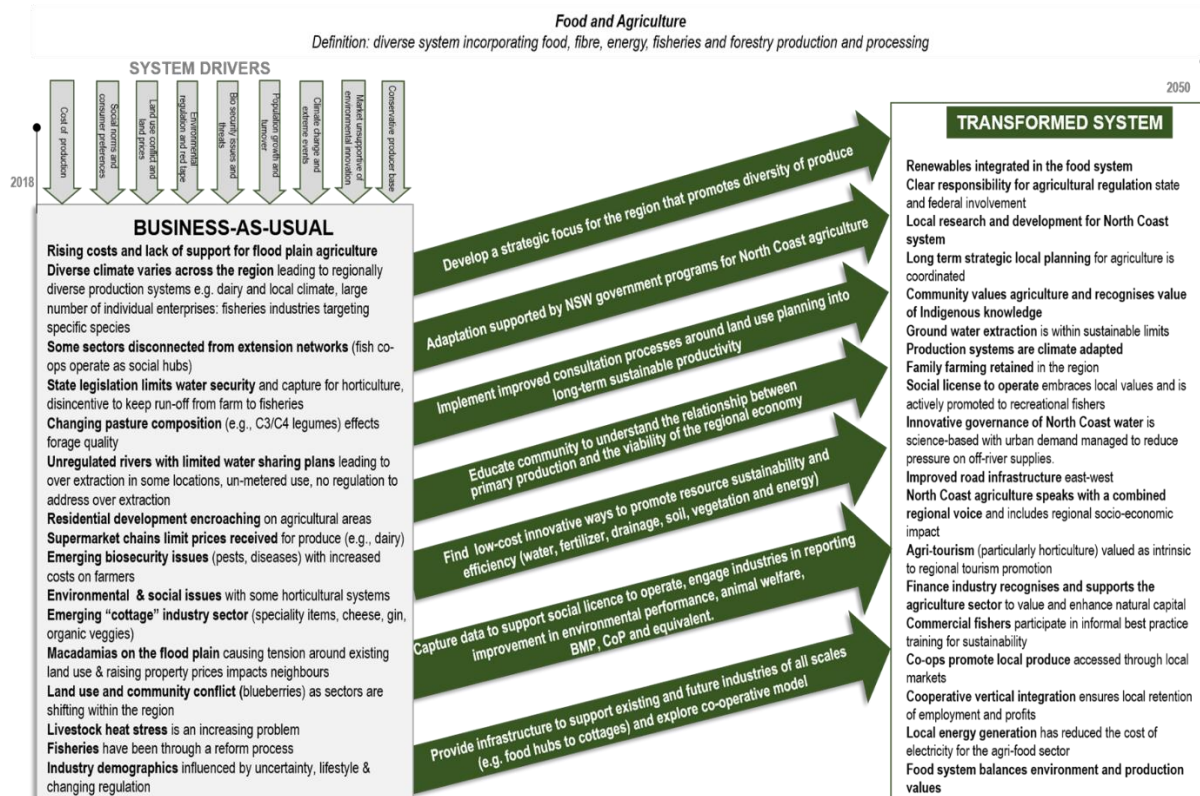 Food and Agriculture
Definition: diverse system incorporating food, fibre, energy, fisheries and forestry production and processing
SYSTEM DRIVERS
Cost of production
Social norms and
consumer preferences
Land use conflict and
land prices
Environmental
regulation and red tape
Bio security issues and
threats
Population growth and
turnover
Climate change and
extreme events
Market unsupportive of
environmental innovation
Conservative producer base
2018
BUSINESS-AS-USUAL
Rising costs and lack of support for flood plain agriculture
Diverse climate varies across the region leading to regionally
diverse production systems e.g. dairy and local climate, large
number of individual enterprises: fisheries industries targeting
specific species
Some sectors disconnected from extension networks (fish co-
ops operate as social hubs)
State legislation limits water security and capture for horticulture,
disincentive to keep run-off from farm to fisheries
Changing pasture composition (e.g., C3/C4 legumes) effects
forage quality
Unregulated rivers with limited water sharing plans leading to
over extraction in some locations, un-metered use, no regulation to
address over extraction
Residential development encroaching on agricultural areas
Supermarket chains limit prices received for produce (e.g., dairy)
Emerging biosecurity issues (pests, diseases) with increased
costs on farmers
Environmental & social issues with some horticultural systems
Emerging “cottage” industry sector (speciality items, cheese, gin,
organic veggies)
Macadamias on the flood plain causing tension around existing
land use & raising property prices impacts neighbours
Land use and community conflict (blueberries) as sectors are
shifting within the region
Livestock heat stress is an increasing problem
Fisheries have been through a reform process
Industry demographics influenced by uncertainty, lifestyle &
changing regulation
Develop a strategic focus for the region that promotes diversity of produce
Adaptation supported by NSW government programs for North Coast agriculture
Implement improved consultation processes around land use planning into
long-term sustainable productivity
Educate community to understand the relationship between
primary production and the viability of the regional economy
Find low-cost innovative ways to promote resource sustainability and
efficiency (water, fertilizer, drainage, soil, vegetation and energy)
Capture data to support social licence to operate, engage industries in reporting
improvement in environmental performance, animal welfare,
BMP, CoP and equivalent.
Provide infrastructure to support existing and future industries of all scales
(e.g. food hubs to cottages) and explore co-operative model
2050
TRANSFORMED SYSTEM
Renewables integrated in the food system
Clear responsibility for agricultural regulation state
and federal involvement
Local research and development for North Coast
system
Long term strategic local planning for agriculture is
coordinated
Community values agriculture and recognises value
of Indigenous knowledge
Ground water extraction is within sustainable limits
Production systems are climate adapted
Family farming retained in the region
Social license to operate embraces local values and is
actively promoted to recreational fishers
Innovative governance of North Coast water is
science-based with urban demand managed to reduce
pressure on off-river supplies.
Improved road infrastructure east-west
North Coast agriculture speaks with a combined
regional voice and includes regional socio-economic
impact
Agri-tourism (particularly horticulture) valued as intrinsic
to regional tourism promotion
Finance industry recognises and supports the
agriculture sector to value and enhance natural capital
Commercial fishers participate in informal best practice
training for sustainability
Co-ops promote local produce accessed through local
markets
Cooperative vertical integration ensures local retention
of employment and profits
Local energy generation has reduced the cost of
electricity for the agri-food sector
Food system balances environment and production
values